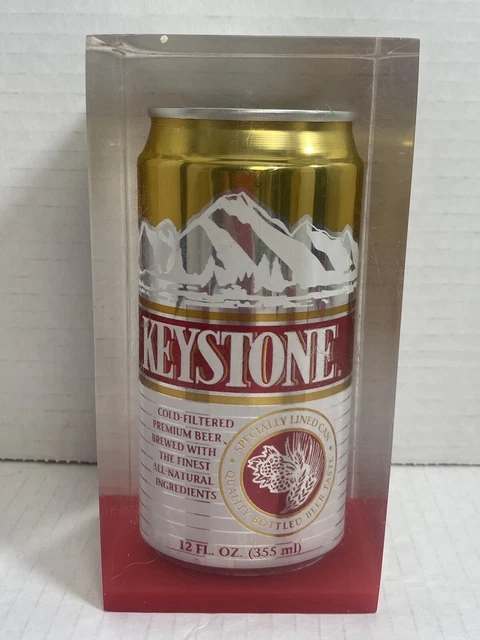 KEYSTONE.
COLD-FILTERED
PREMIUM BEER
BREWED WITH
THE FINEST
ALL-NATURAL
INGREDIENTS
• SPECIALLY LINED CAN •
QUALITY BOTTLED BEER TASTE
12 FL. OZ. (355 ml)